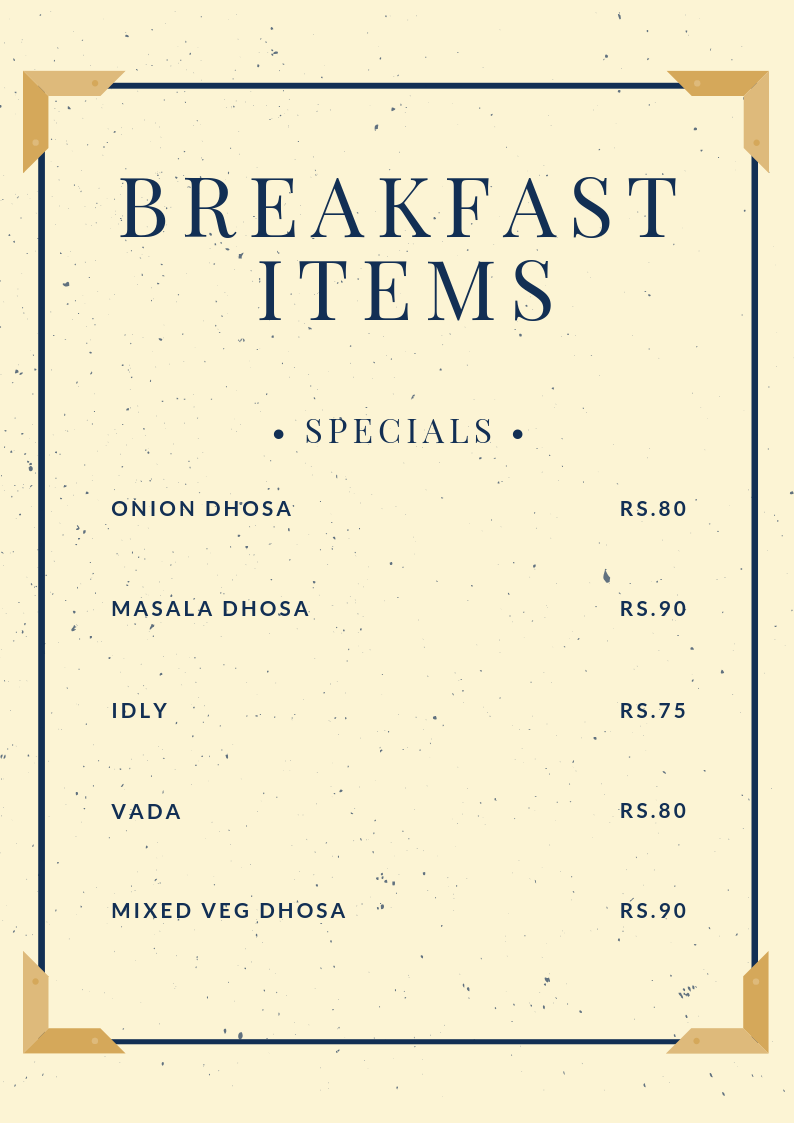 BREAKFAST
ITEMS
• SPECIALS •
ONION DHOSA RS.80
MASALA DHOSA RS.90
IDLY RS.75
VADA RS.80
MIXED VEG DHOSA RS.90